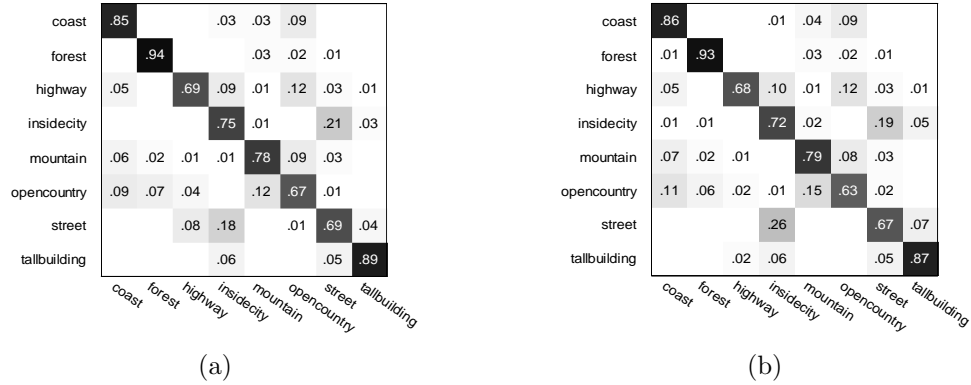 coast .85 .03 .03 .09
forest .94 .03 .02 .01
highway .05 .69 .09 .01 .12 .03 .01
insidecity .75 .01 .21 .03
mountain .06 .02 .01 .01 .78 .09 .03
opencountry .09 .07 .04 .12 .67 .01
street .08 .18 .01 .69 .04
tallbuilding .06 .05 .89
coast forest highway insidecity mountain opencountry street tallbuilding
(a)
coast .86 .01 .04 .09
forest .01 .93 .03 .02 .01
highway .05 .68 .10 .01 .12 .03 .01
insidecity .01 .01 .72 .02 .19 .05
mountain .07 .02 .01 .79 .08 .03
opencountry .11 .06 .02 .01 .15 .63 .02
street .26 .67 .07
tallbuilding .02 .06 .05 .87
coast forest highway insidecity mountain opencountry street tallbuilding
(b)